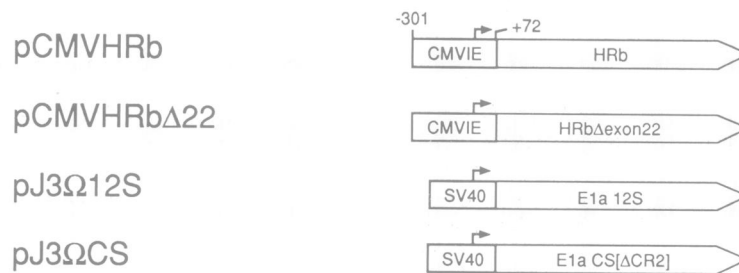 -301 +72
pCMVHRb CMVIE HRb
pCMVHRbΔ22 CMVIE HRbΔexon22
pJ3Ω12S SV40 E1a 12S
pJ3ΩCS SV40 E1a CS[ΔCR2]